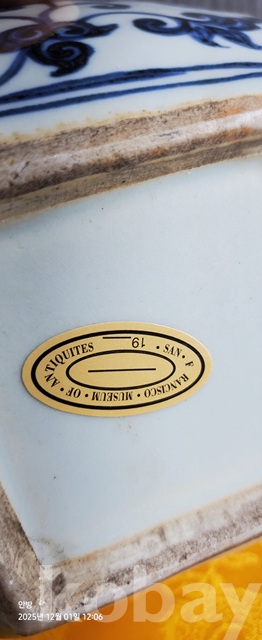 SAN · FRANCISCO · MUSEUM · OF · ANTIQUITES
19
안방
2025년 12월 01일 12:06
kobay